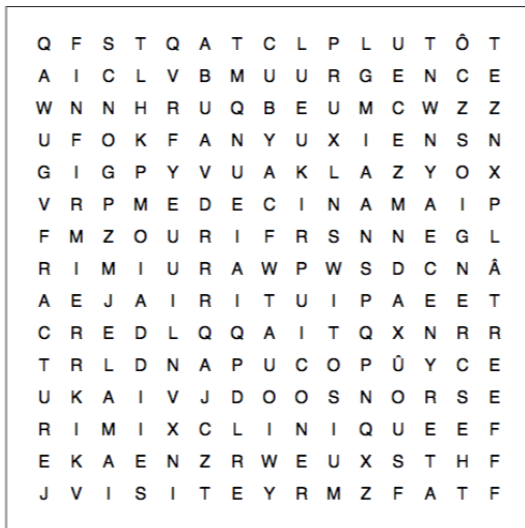 Q F S T Q A T C L P L U T Ô T
A I C L V B M U U R G E N C E
W N N H R U Q B E U M C W Z Z
U F O K F A N Y U X I E N S N
G I G P Y V U A K L A Z Y O X
V R P M E D E C I N A M A I P
F M Z O U R I F R S N N E G L
R I M I U R A W P W S D C N Â
A E J A I R I T U I P A E E T
C R E D L Q Q A I T Q X N R R
T R L D N A P U C O P Û Y C E
U K A I V J D O O S N O R S E
R I M I X C L I N I Q U E E F
E K A E N Z R W E U X S T H F
J V I S I T E Y R M Z F A T F